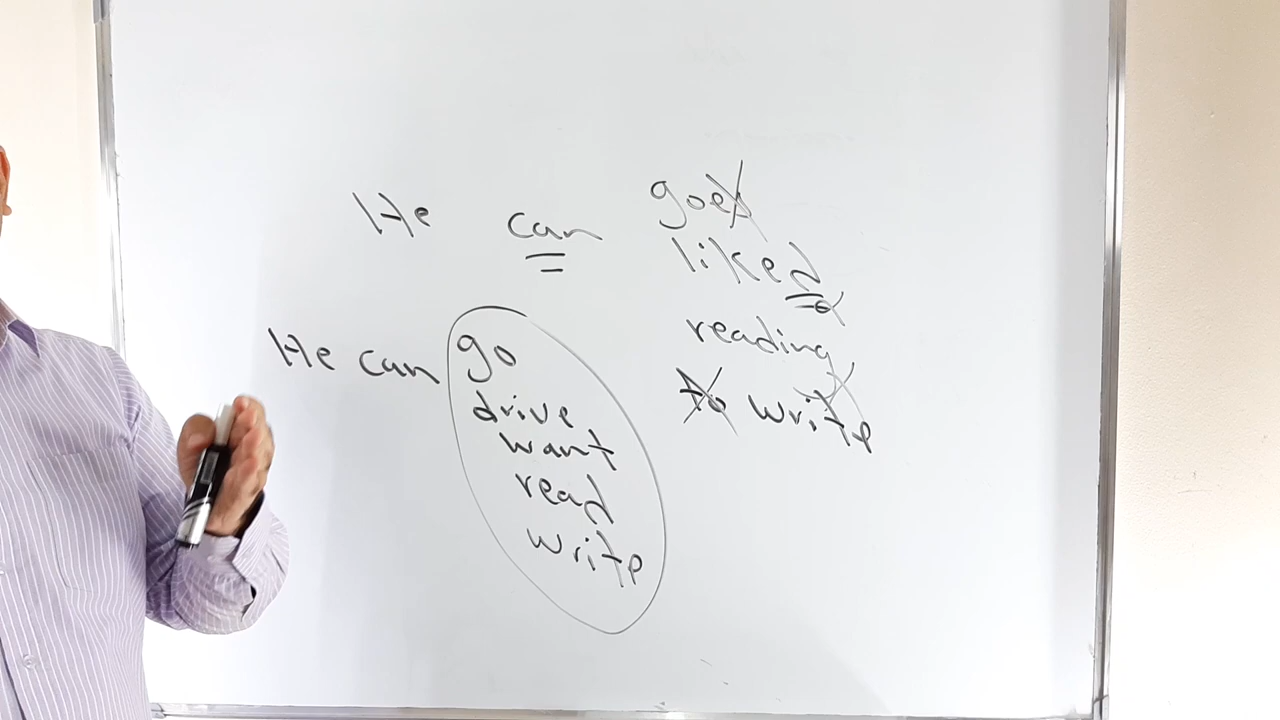 He can goes
liked
reading
to write
He can go
drive
want
read
write